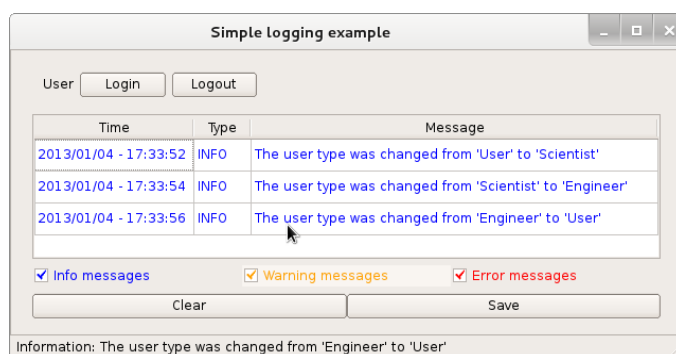 Simple logging example
User Login Logout
Time Type Message
2013/01/04 - 17:33:52 INFO The user type was changed from 'User' to 'Scientist'
2013/01/04 - 17:33:54 INFO The user type was changed from 'Scientist' to 'Engineer'
2013/01/04 - 17:33:56 INFO The user type was changed from 'Engineer' to 'User'
Info messages Warning messages Error messages
Clear Save
Information: The user type was changed from 'Engineer' to 'User'